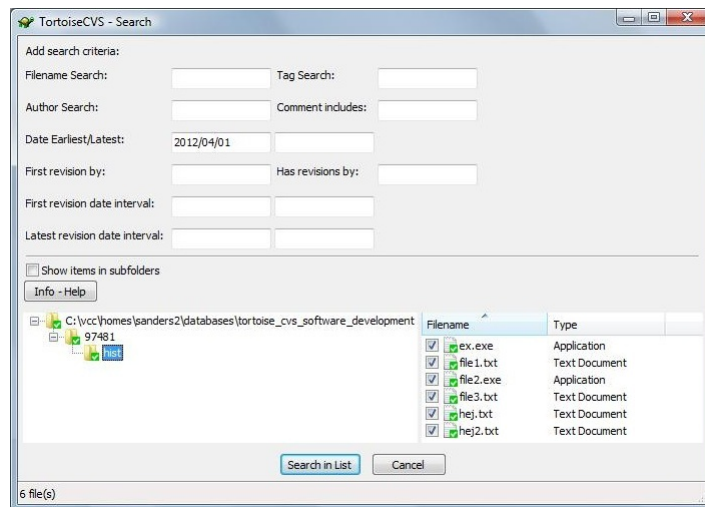 TortoiseCVS - Search
Add search criteria:
Filename Search: Tag Search:
Author Search: Comment includes:
Date Earliest/Latest: 2012/04/01
First revision by: Has revisions by:
First revision date interval:
Latest revision date interval:
Show items in subfolders
Info - Help
C:\vcc\homes\sanders2\databases\tortoise_cvs_software_development
97481
hist
Filename Type
ex.exe Application
file1.txt Text Document
file2.exe Application
file3.txt Text Document
hej.txt Text Document
hej2.txt Text Document
Search in List Cancel
6 file(s)